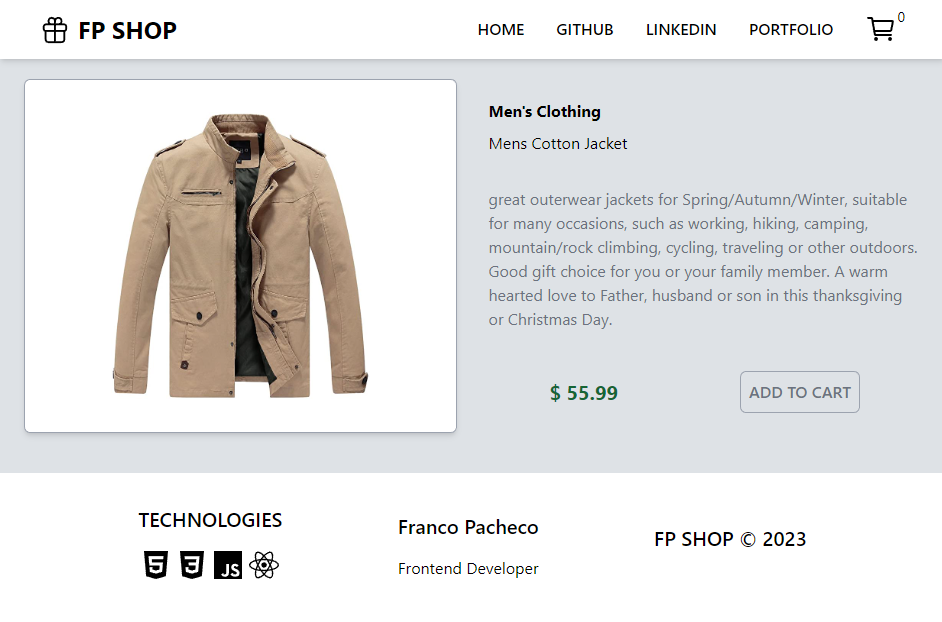 FP SHOP
HOME GITHUB LINKEDIN PORTFOLIO 0
Men's Clothing
Mens Cotton Jacket
great outerwear jackets for Spring/Autumn/Winter, suitable
for many occasions, such as working, hiking, camping,
mountain/rock climbing, cycling, traveling or other outdoors.
Good gift choice for you or your family member. A warm
hearted love to Father, husband or son in this thanksgiving
or Christmas Day.
$ 55.99
ADD TO CART
TECHNOLOGIES
5 3 JS
Franco Pacheco
Frontend Developer
FP SHOP © 2023